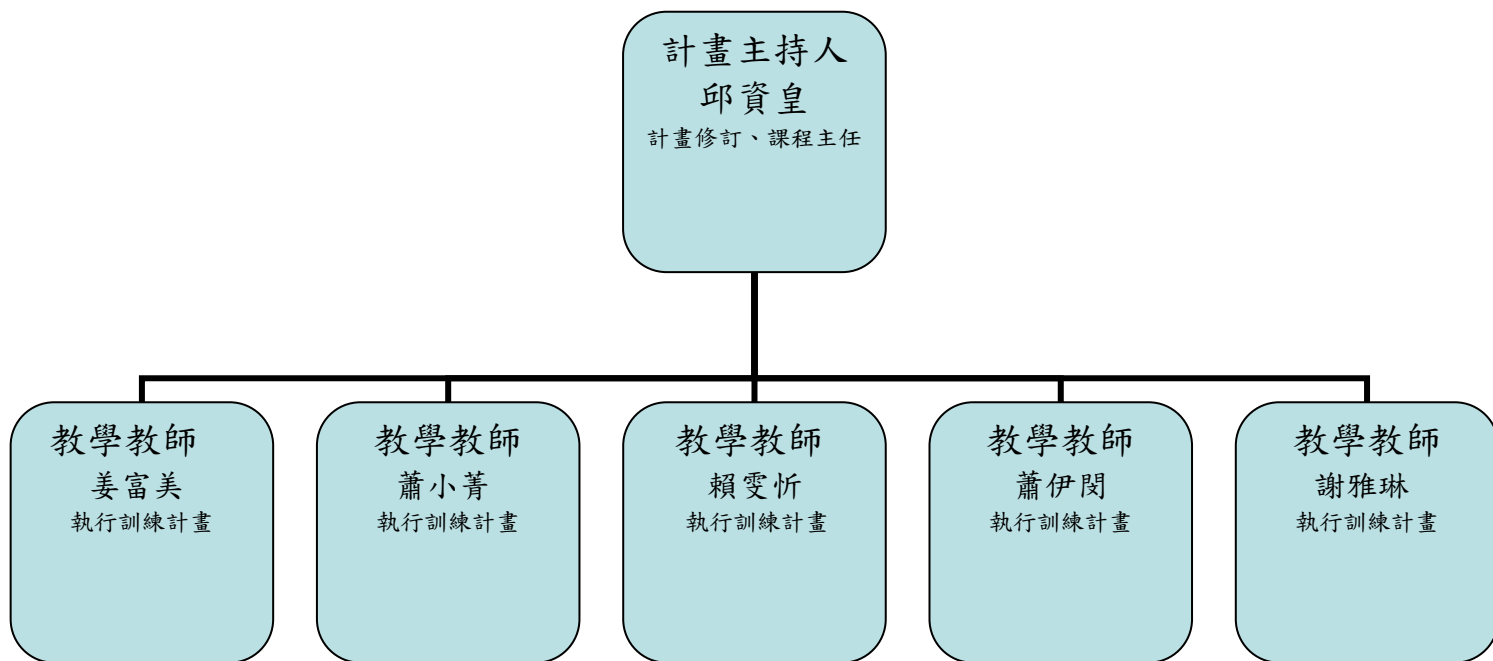 計畫主持人
邱資皇
計畫修訂、課程主任
教學教師
姜富美
執行訓練計畫
教學教師
蕭小菁
執行訓練計畫
教學教師
賴雯忻
執行訓練計畫
教學教師
蕭伊閔
執行訓練計畫
教學教師
謝雅琳
執行訓練計畫